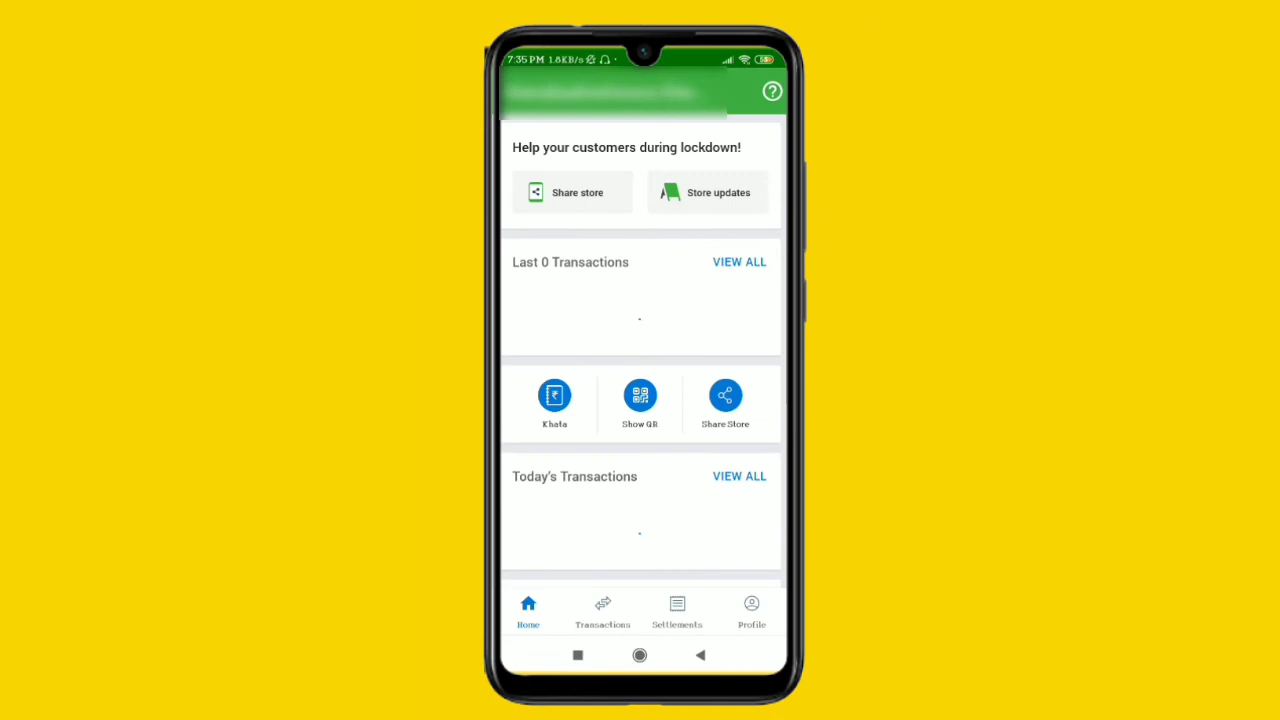 7:35 PM 1.8KB/s
Help your customers during lockdown!
Share store
Store updates
Last 0 Transactions
VIEW ALL
Khata
Show QR
Share Store
Today's Transactions
VIEW ALL
Home
Transactions
Settlements
Profile